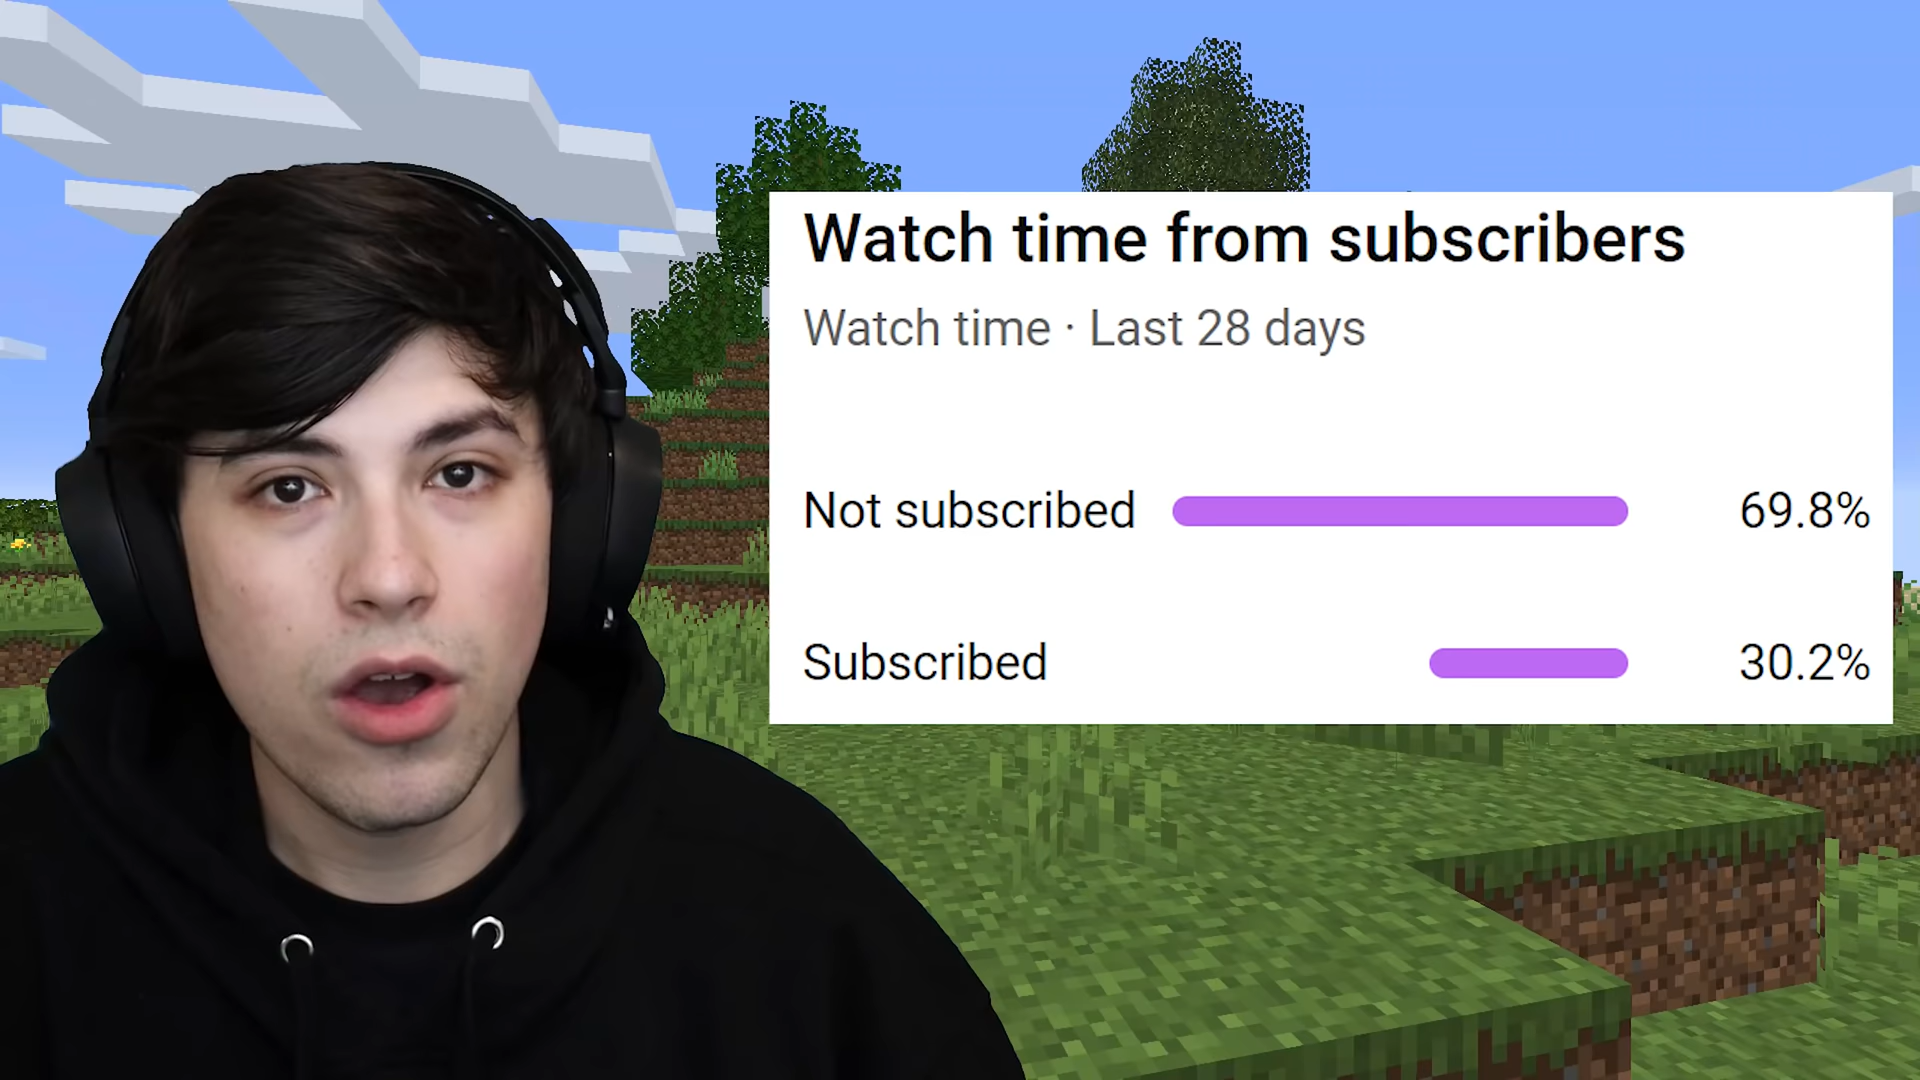 Watch time from subscribers
Watch time · Last 28 days
Not subscribed 69.8%
Subscribed 30.2%